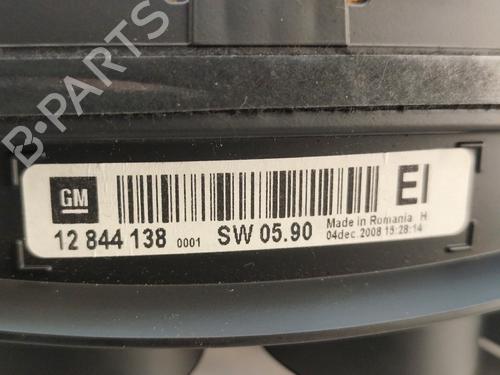 B-PARTS
GM
EI
12 844 138 0001 SW 05.90
Made in Romania H
04dec.2008 15:28:14